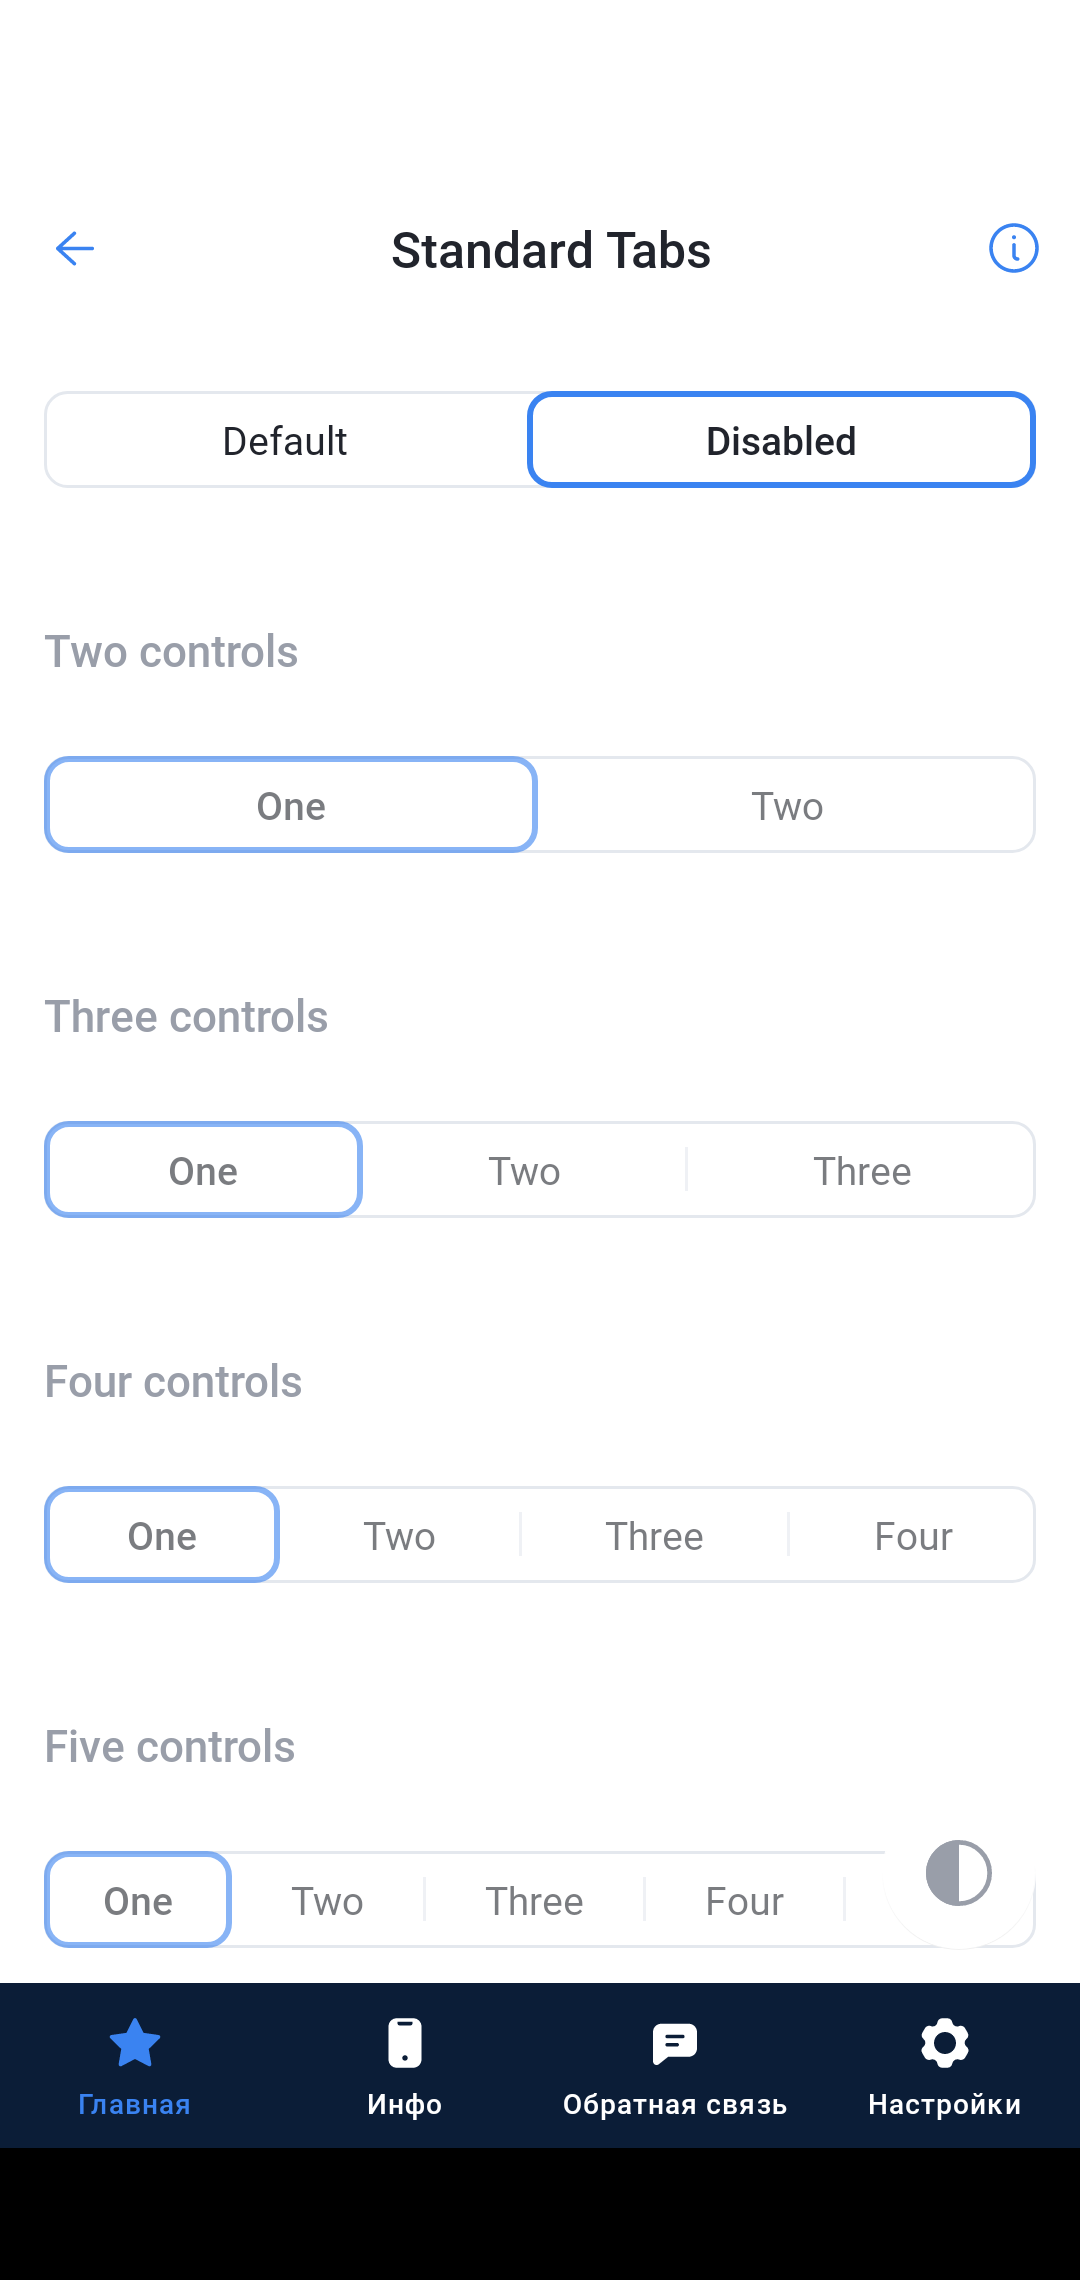 Standard Tabs
Default Disabled
Two controls
One Two
Three controls
One Two Three
Four controls
One Two Three Four
Five controls
One Two Three Four
Главная Инфо Обратная связь Настройки